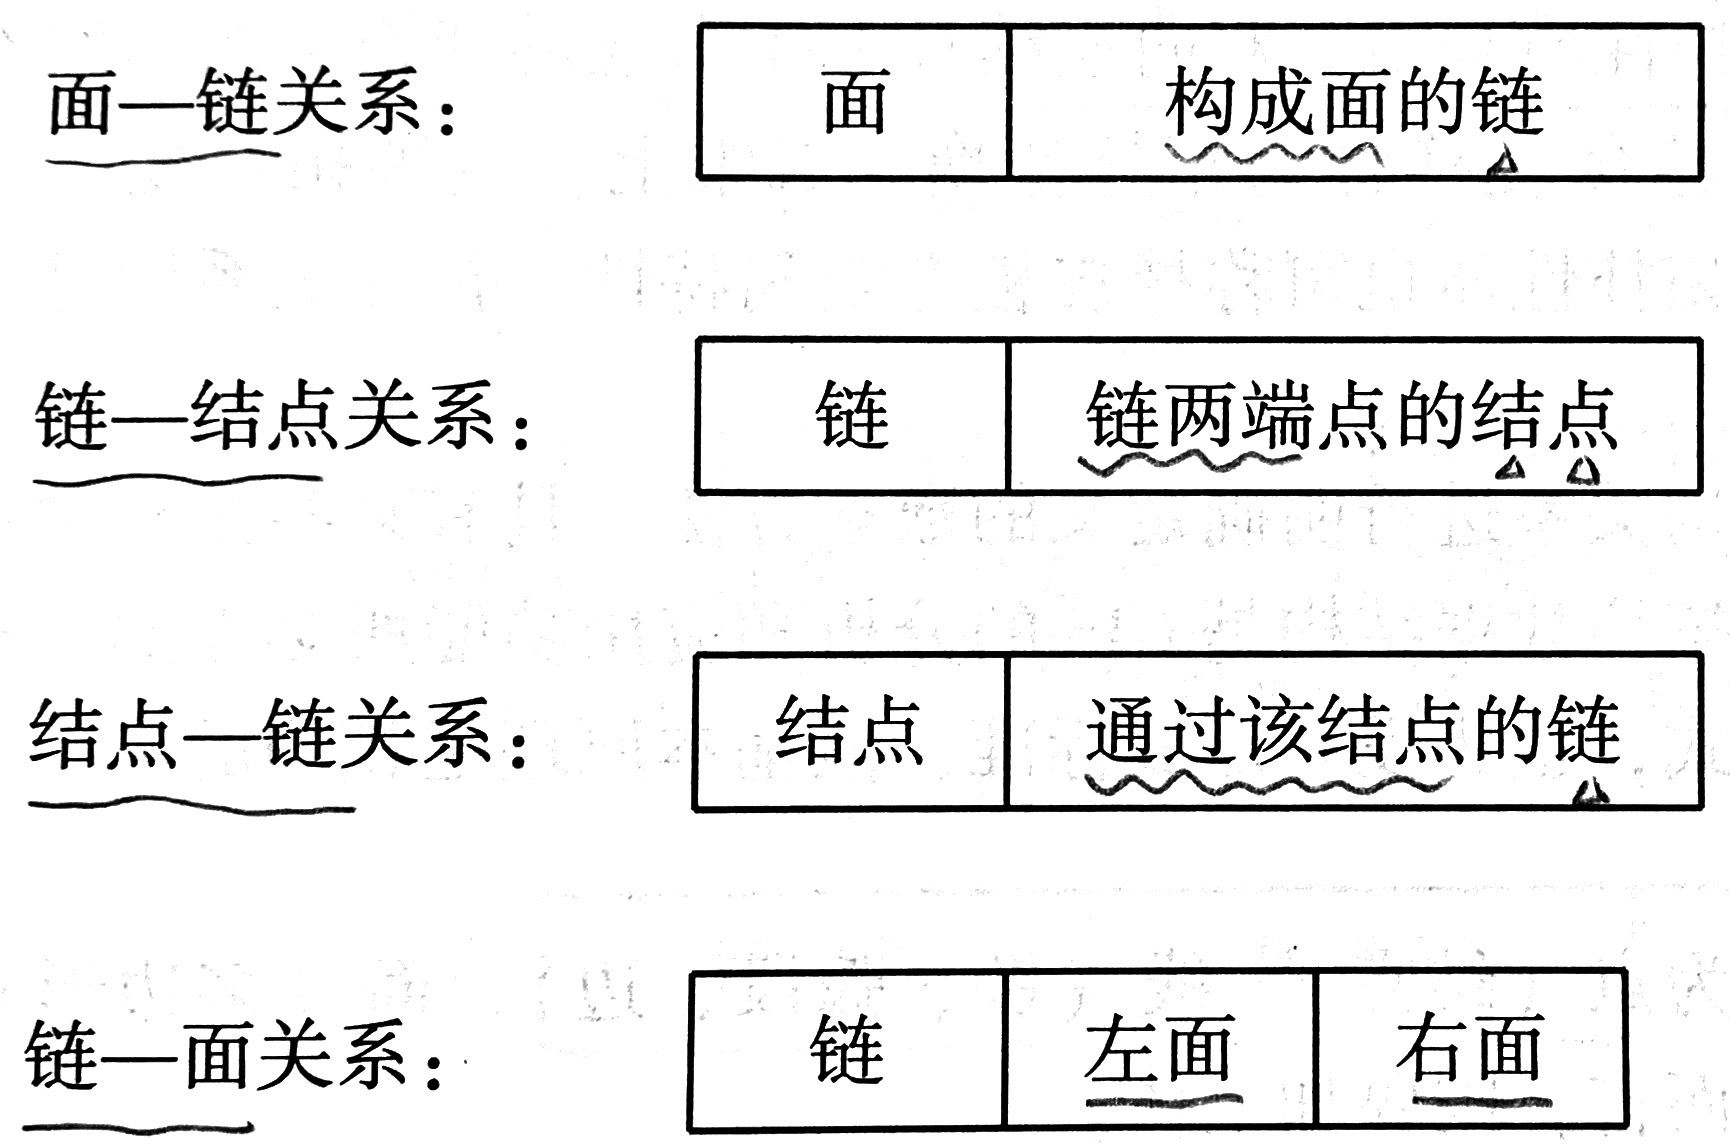 面—链关系： 面 构成面的链
链—结点关系： 链 链两端点的结点
结点—链关系： 结点 通过该结点的链
链—面关系： 链 左面 右面